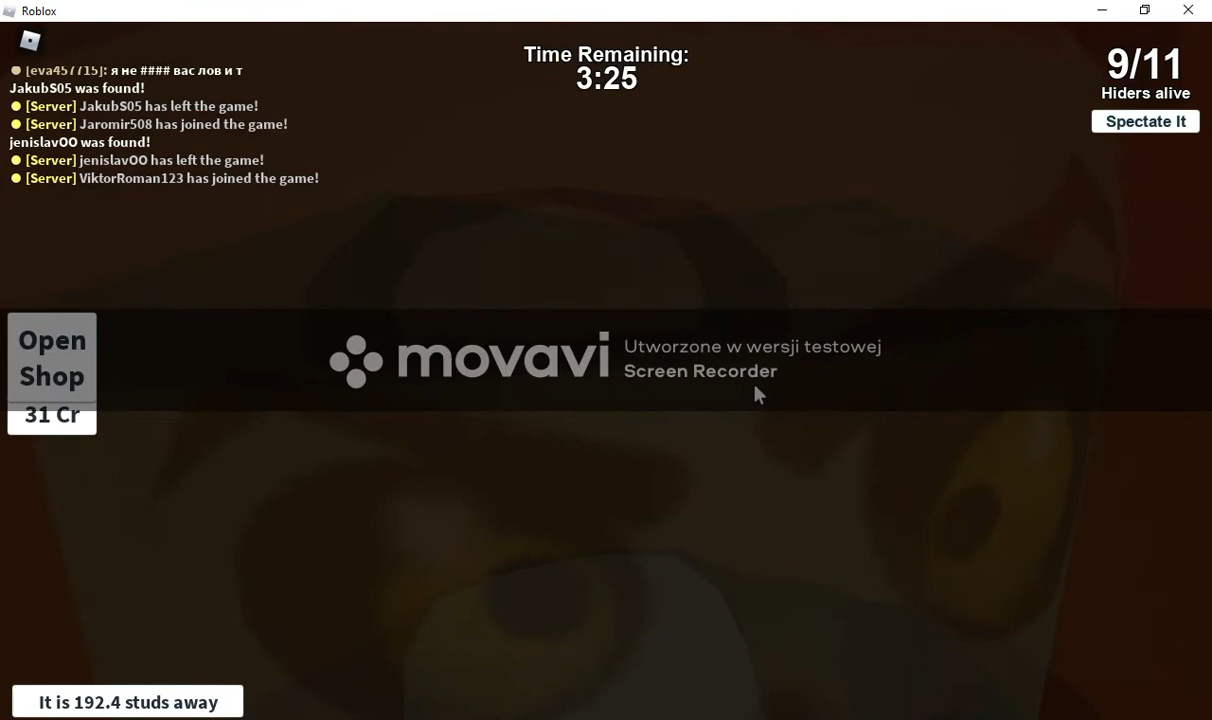 Roblox
[eva457715]: я не #### вас лов и т
JakubS05 was found!
[Server] JakubS05 has left the game!
[Server] Jaromir508 has joined the game!
jenislavOO was found!
[Server] jenislavOO has left the game!
[Server] ViktorRoman123 has joined the game!
Time Remaining:
3:25
9/11
Hiders alive
Spectate It
Open
Shop
31 Cr
movavi
Utworzone w wersji testowej
Screen Recorder
It is 192.4 studs away